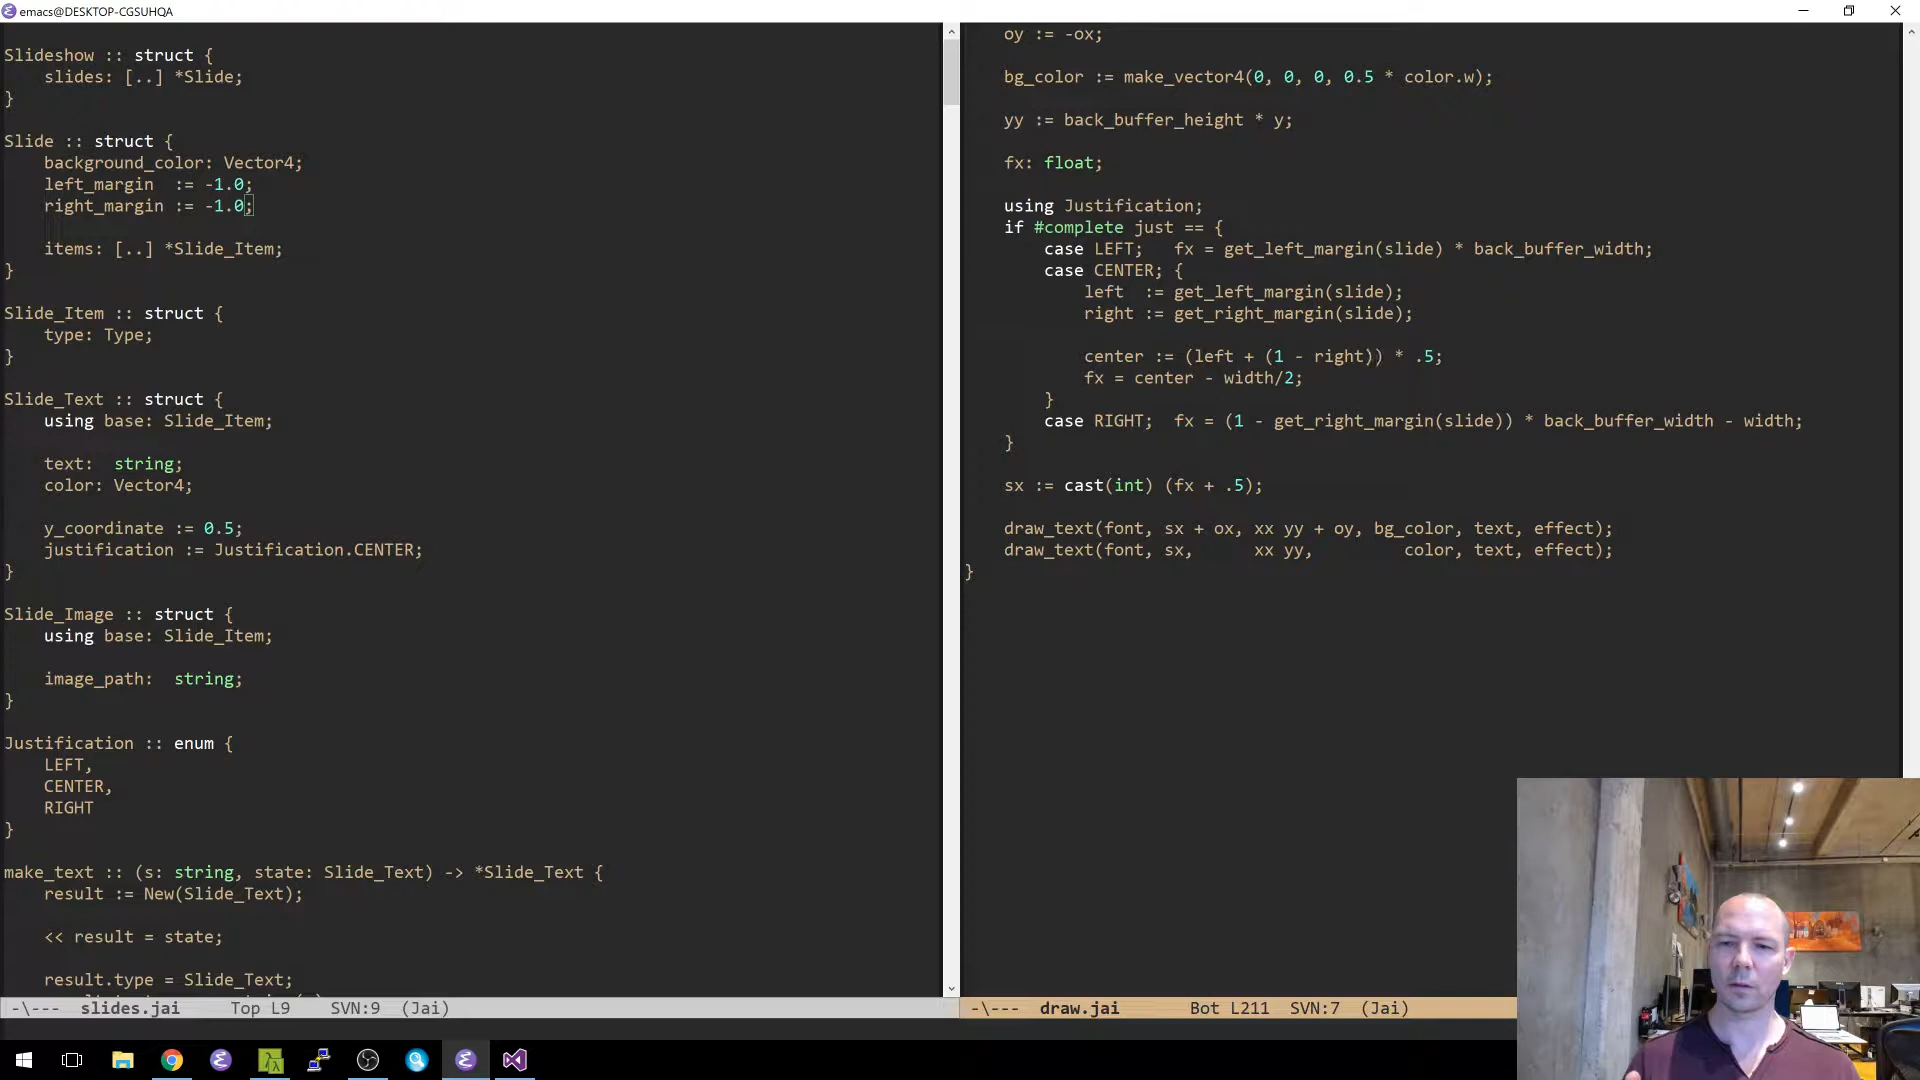 emacs@DESKTOP-CGSUHQA
Slideshow :: struct {
    slides: [..] *Slide;
}
Slide :: struct {
    background_color: Vector4;
    left_margin  := -1.0;
    right_margin := -1.0;
    items: [..] *Slide_Item;
}
Slide_Item :: struct {
    type: Type;
}
Slide_Text :: struct {
    using base: Slide_Item;
    text:  string;
    color: Vector4;
    y_coordinate := 0.5;
    justification := Justification.CENTER;
}
Slide_Image :: struct {
    using base: Slide_Item;
    image_path:  string;
}
Justification :: enum {
    LEFT,
    CENTER,
    RIGHT
}
make_text :: (s: string, state: Slide_Text) -> *Slide_Text {
    result := New(Slide_Text);
    << result = state;
    result.type = Slide_Text;
-\---  slides.jai     Top L9    SVN:9  (Jai)
    oy := -ox;
    bg_color := make_vector4(0, 0, 0, 0.5 * color.w);
    yy := back_buffer_height * y;
    fx: float;
    using Justification;
    if #complete just == {
        case LEFT;   fx = get_left_margin(slide) * back_buffer_width;
        case CENTER; {
            left  := get_left_margin(slide);
            right := get_right_margin(slide);
            center := (left + (1 - right)) * .5;
            fx = center - width/2;
        }
        case RIGHT;  fx = (1 - get_right_margin(slide)) * back_buffer_width - width;
    }
    sx := cast(int) (fx + .5);
    draw_text(font, sx + ox, xx yy + oy, bg_color, text, effect);
    draw_text(font, sx,      xx yy,         color, text, effect);
}
-\---  draw.jai       Bot L211  SVN:7  (Jai)